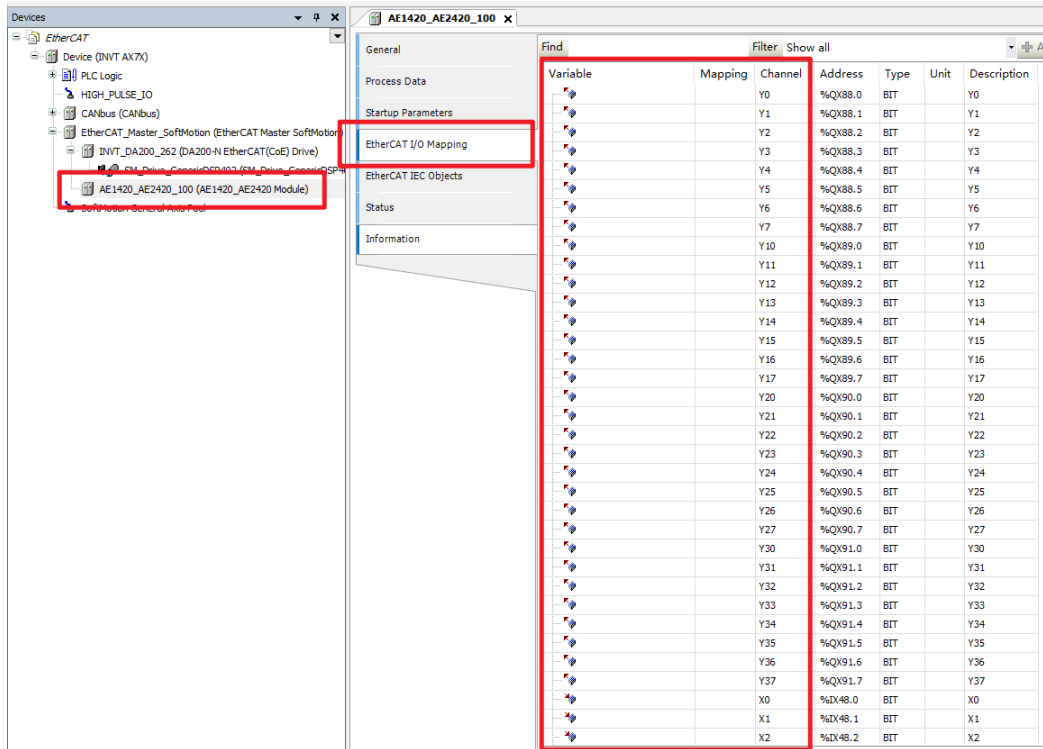 Devices
EtherCAT
Device (INVT AX7X)
PLC Logic
HIGH_PULSE_IO
CANbus (CANbus)
EtherCAT_Master_SoftMotion (EtherCAT Master SoftMotion)
INVT_DA200_262 (DA200-N EtherCAT(CoE) Drive)
SM_Drive_GenericDSP402 (SM_Drive_GenericDSP4
AE1420_AE2420_100 (AE1420_AE2420 Module)
SoftMotion General Axis Pool
AE1420_AE2420_100
General
Process Data
Startup Parameters
EtherCAT I/O Mapping
EtherCAT IEC Objects
Status
Information
Find Filter Show all A
Variable Mapping Channel Address Type Unit Description
Y0 %QX88.0 BIT Y0
Y1 %QX88.1 BIT Y1
Y2 %QX88.2 BIT Y2
Y3 %QX88.3 BIT Y3
Y4 %QX88.4 BIT Y4
Y5 %QX88.5 BIT Y5
Y6 %QX88.6 BIT Y6
Y7 %QX88.7 BIT Y7
Y10 %QX89.0 BIT Y10
Y11 %QX89.1 BIT Y11
Y12 %QX89.2 BIT Y12
Y13 %QX89.3 BIT Y13
Y14 %QX89.4 BIT Y14
Y15 %QX89.5 BIT Y15
Y16 %QX89.6 BIT Y16
Y17 %QX89.7 BIT Y17
Y20 %QX90.0 BIT Y20
Y21 %QX90.1 BIT Y21
Y22 %QX90.2 BIT Y22
Y23 %QX90.3 BIT Y23
Y24 %QX90.4 BIT Y24
Y25 %QX90.5 BIT Y25
Y26 %QX90.6 BIT Y26
Y27 %QX90.7 BIT Y27
Y30 %QX91.0 BIT Y30
Y31 %QX91.1 BIT Y31
Y32 %QX91.2 BIT Y32
Y33 %QX91.3 BIT Y33
Y34 %QX91.4 BIT Y34
Y35 %QX91.5 BIT Y35
Y36 %QX91.6 BIT Y36
Y37 %QX91.7 BIT Y37
X0 %IX48.0 BIT X0
X1 %IX48.1 BIT X1
X2 %IX48.2 BIT X2